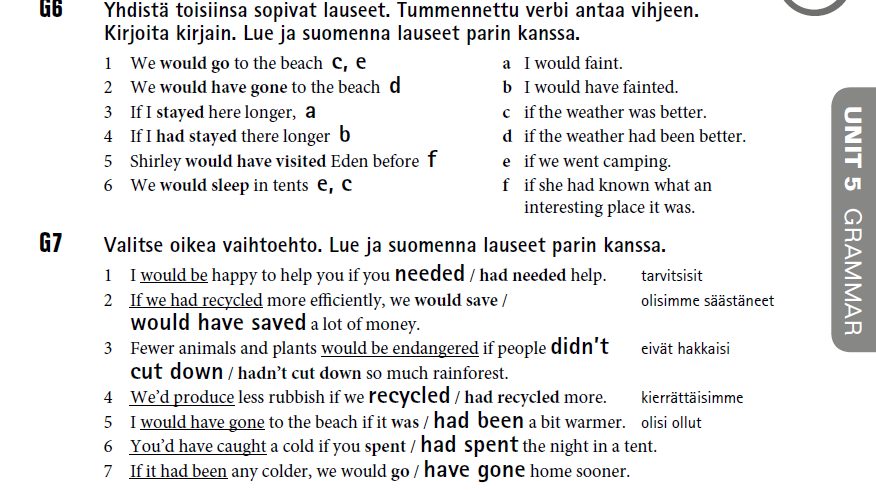 G6 Yhdistä toisiinsa sopivat lauseet. Tummennettu verbi antaa vihjeen.
Kirjoita kirjain. Lue ja suomenna lauseet parin kanssa.
1 We would go to the beach c, e
2 We would have gone to the beach d
3 If I stayed here longer, a
4 If I had stayed there longer b
5 Shirley would have visited Eden before f
6 We would sleep in tents e, c
a I would faint.
b I would have fainted.
c if the weather was better.
d if the weather had been better.
e if we went camping.
f if she had known what an
interesting place it was.
G7 Valitse oikea vaihtoehto. Lue ja suomenna lauseet parin kanssa.
1 I would be happy to help you if you needed / had needed help. tarvitsisit
2 If we had recycled more efficiently, we would save / olisimme säästäneet
would have saved a lot of money.
3 Fewer animals and plants would be endangered if people didn't eivät hakkaisi
cut down / hadn't cut down so much rainforest.
4 We'd produce less rubbish if we recycled / had recycled more. kierrättäisimme
5 I would have gone to the beach if it was / had been a bit warmer. olisi ollut
6 You'd have caught a cold if you spent / had spent the night in a tent.
7 If it had been any colder, we would go / have gone home sooner.
UNIT 5 GRAMMAR